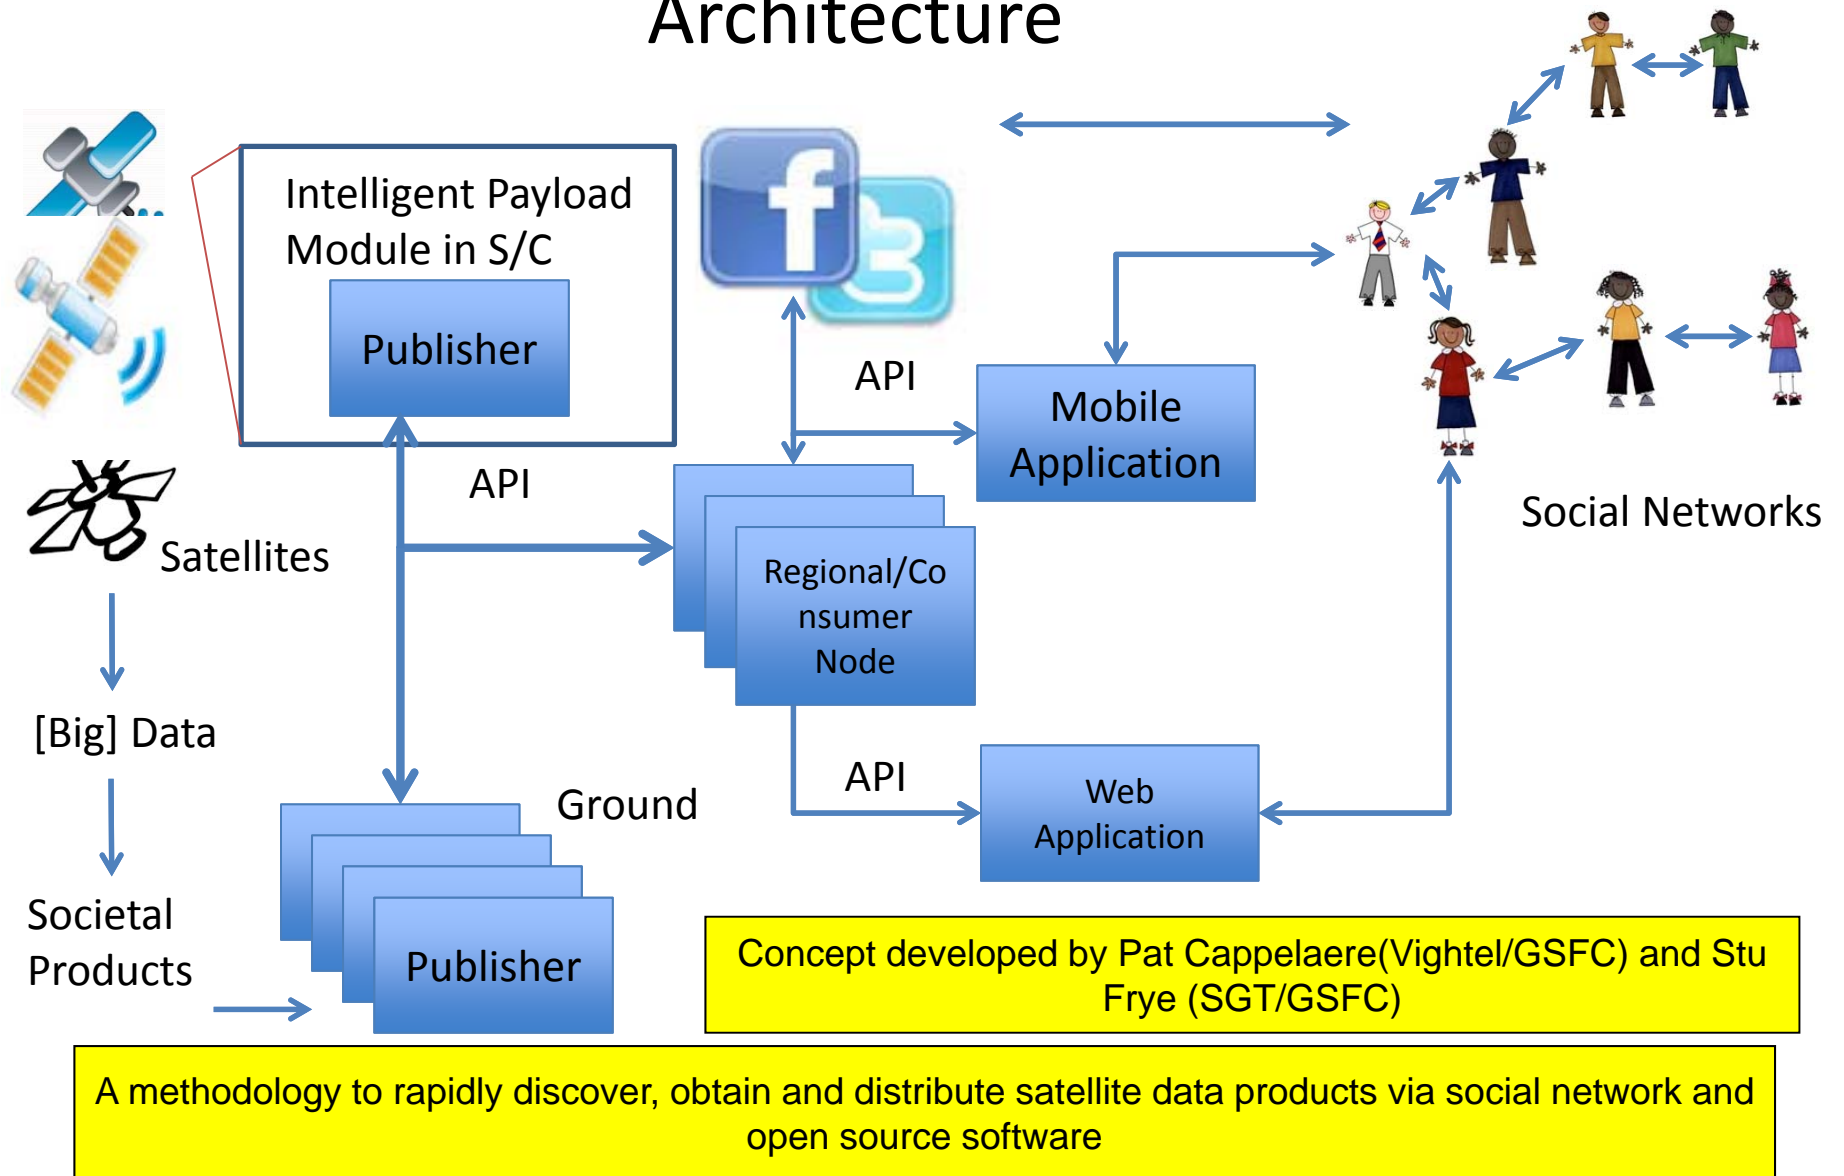 Architecture
Intelligent Payload
Module in S/C
Publisher
API
Mobile
Application
API
Social Networks
Satellites
Regional/Co
nsumer
Node
[Big] Data
API
Web
Application
Ground
Societal
Products
Publisher
Concept developed by Pat Cappelaere(Vightel/GSFC) and Stu
Frye (SGT/GSFC)
A methodology to rapidly discover, obtain and distribute satellite data products via social network and
open source software